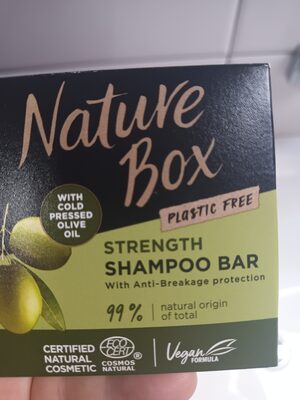 Nature
Box
PLASTIC FREE
WITH
COLD
PRESSED
OLIVE
OIL
STRENGTH
SHAMPOO BAR
With Anti-Breakage protection
99% natural origin
of total
CERTIFIED
NATURAL
COSMETIC
ECO
CERT
®
COSMOS
NATURAL
Vegan
FORMULA